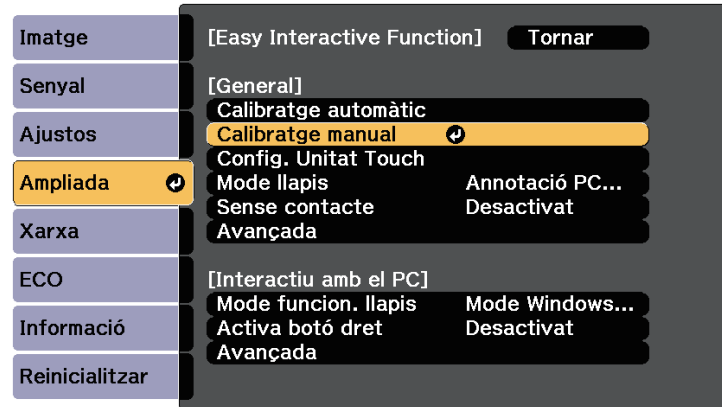 Imatge
Senyal
Ajustos
Ampliada
Xarxa
ECO
Informació
Reinicialitzar
[Easy Interactive Function] Tornar
[General]
Calibratge automàtic
Calibratge manual
Config. Unitat Touch
Mode llapis Annotació PC...
Sense contacte Desactivat
Avançada
[Interactiu amb el PC]
Mode funcion. llapis Mode Windows...
Activa botó dret Desactivat
Avançada